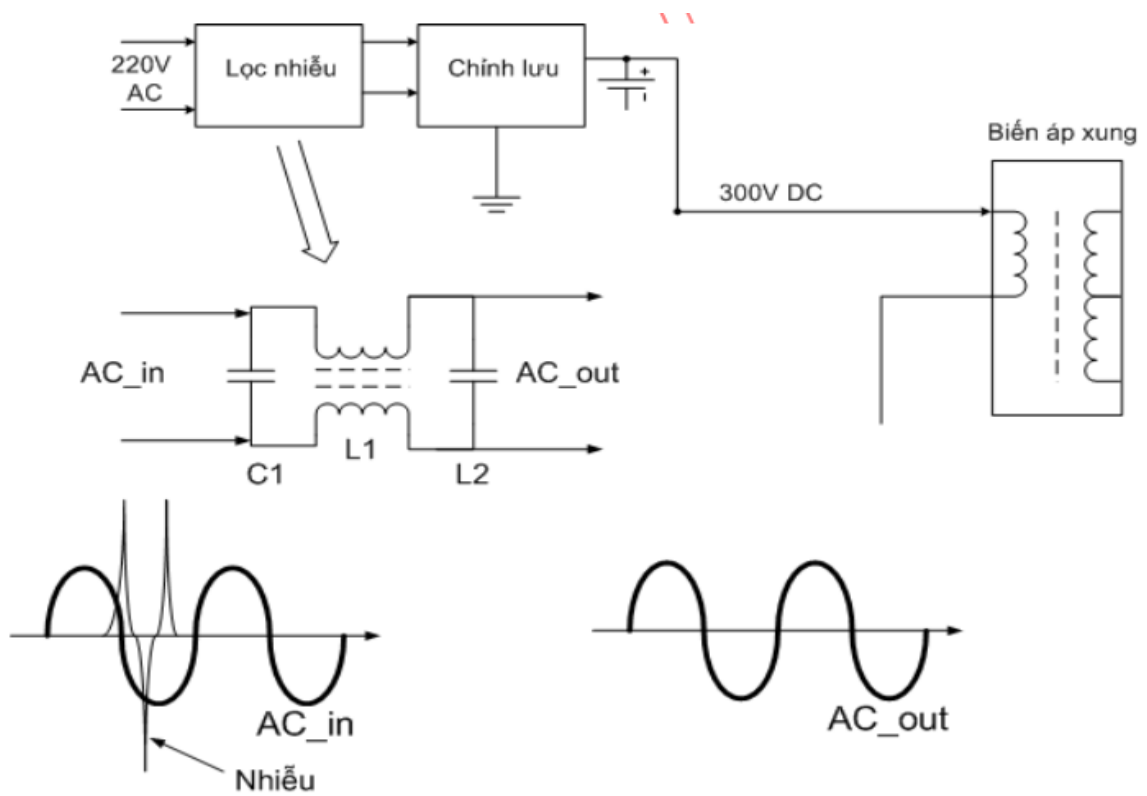 220V
AC
Lọc nhiễu
Chỉnh lưu
+
-
Biến áp xung
300V DC
AC_in
AC_out
C1
L1
L2
AC_in
Nhiễu
AC_out